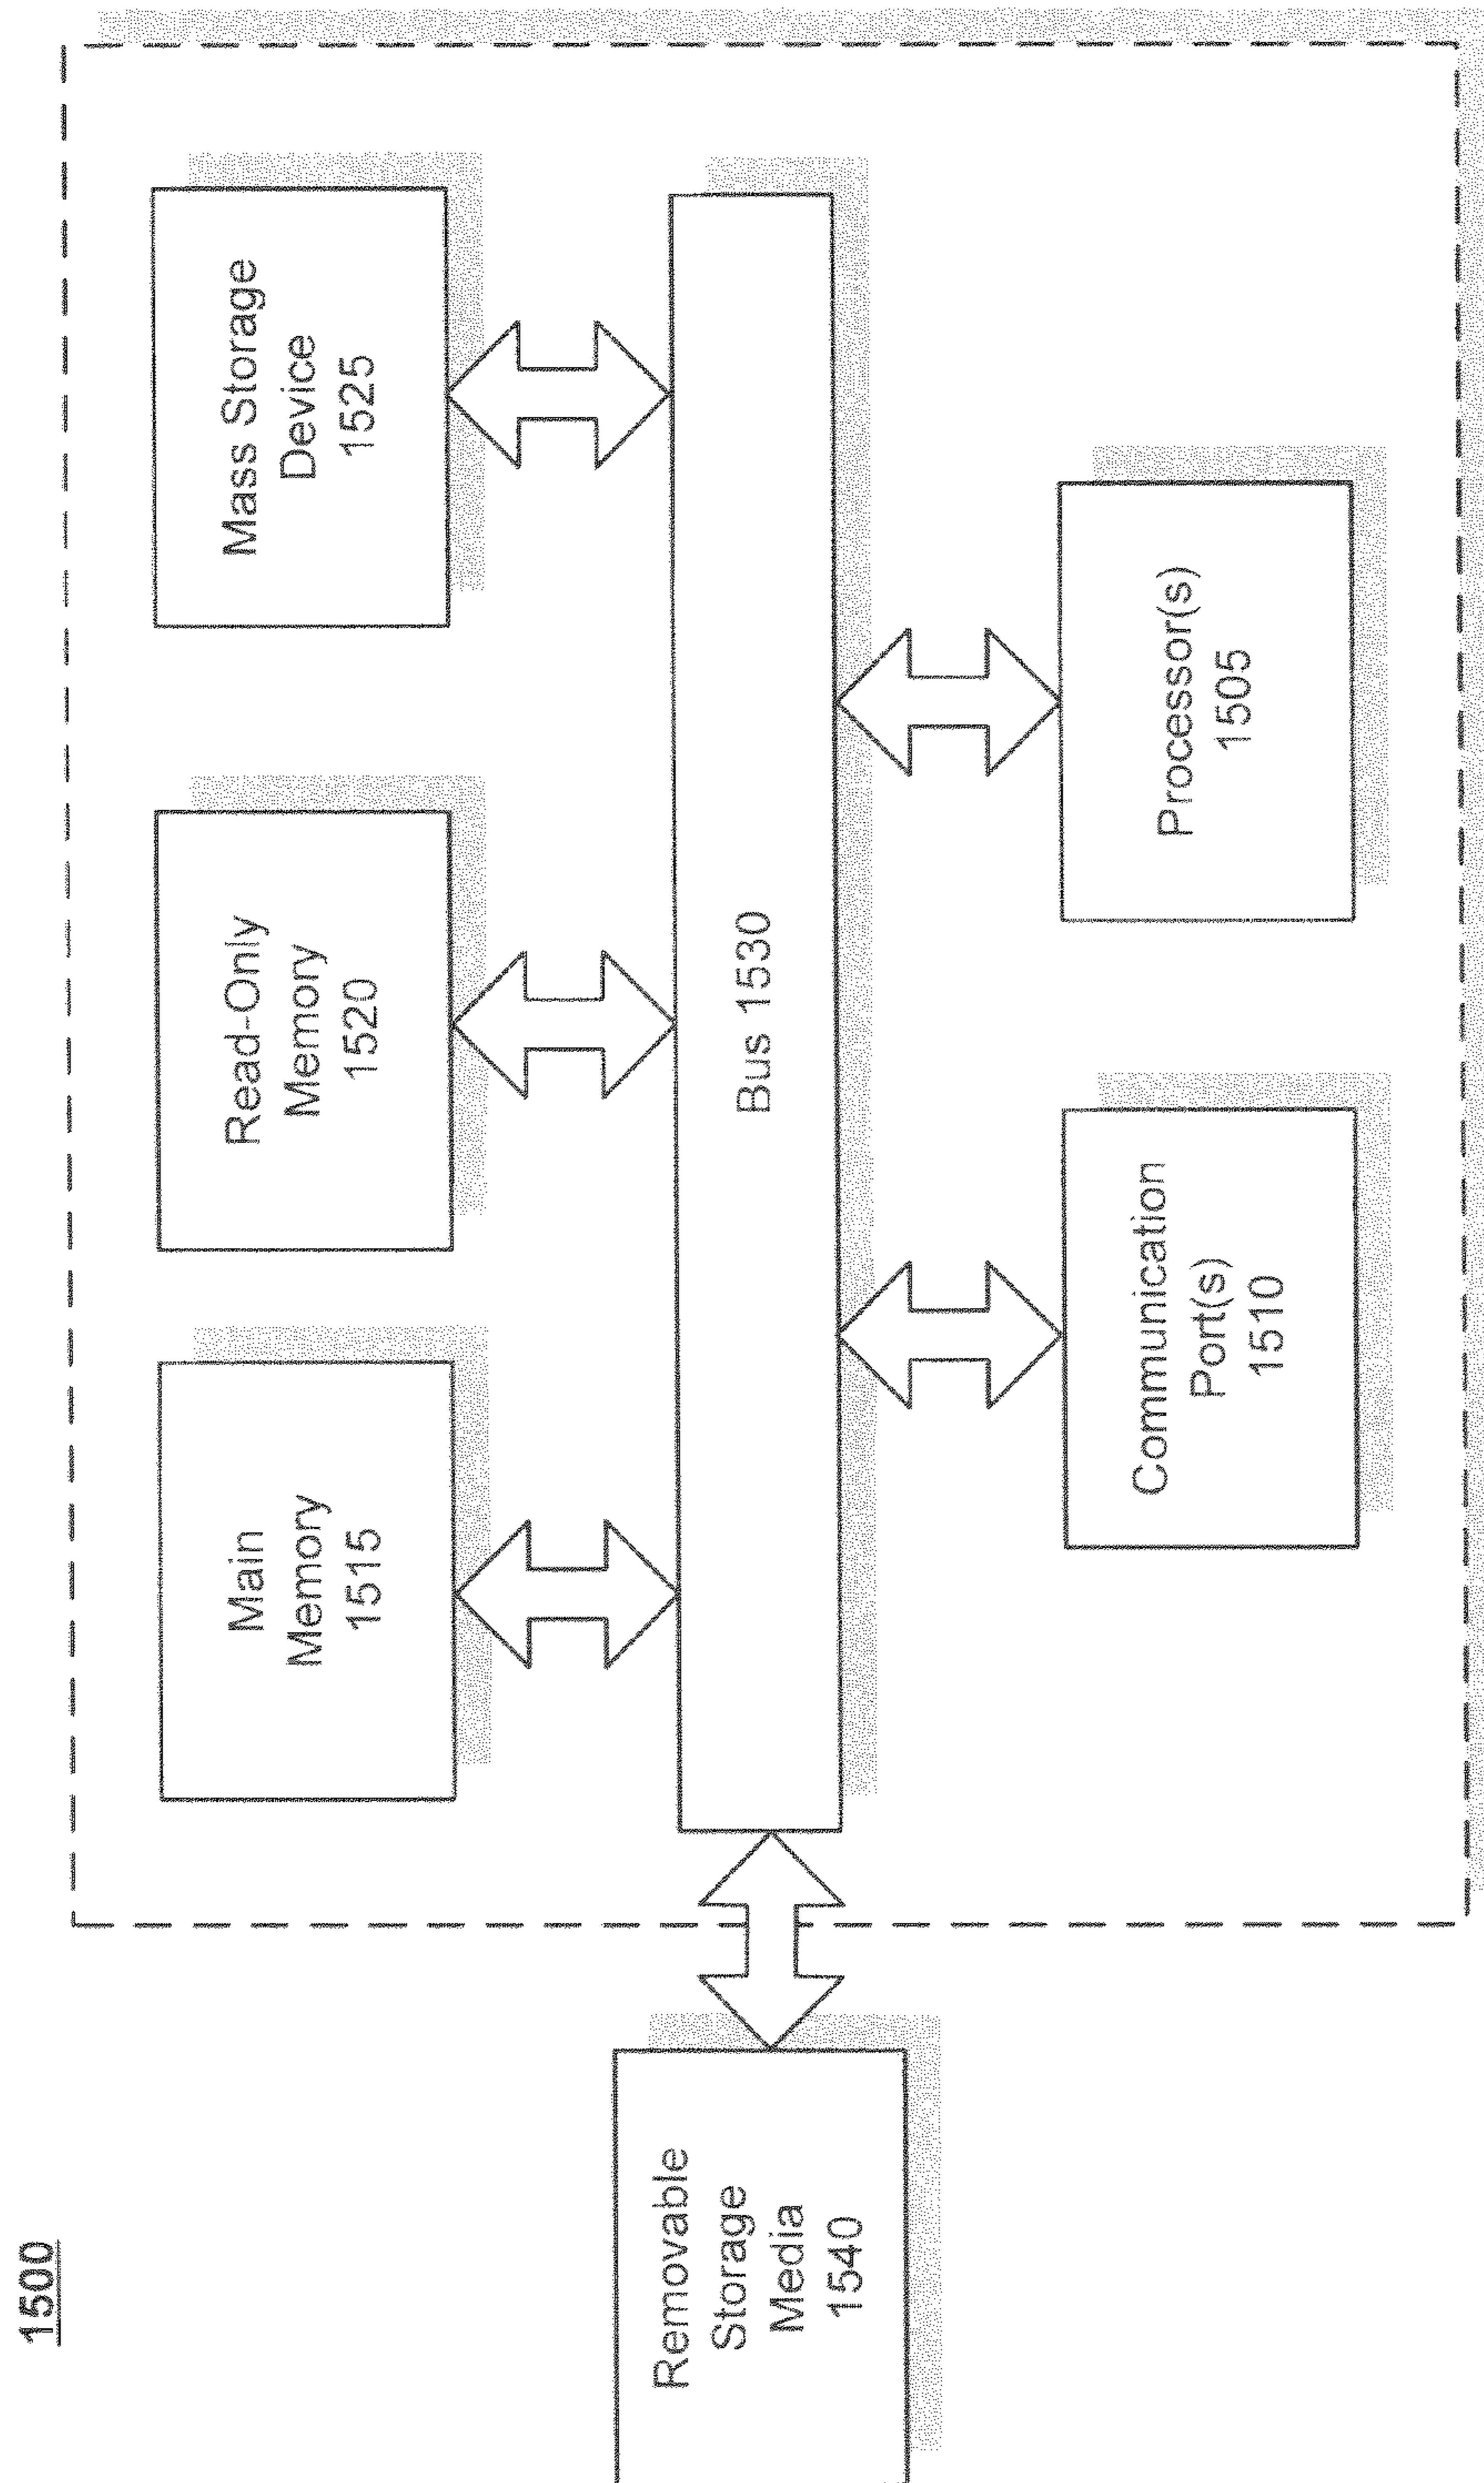 1500
Main
Memory
1515
Read-Only
Memory
1520
Mass Storage
Device
1525
Removable
Storage
Media
1540
Bus 1530
Communication
Port(s)
1510
Processor(s)
1505